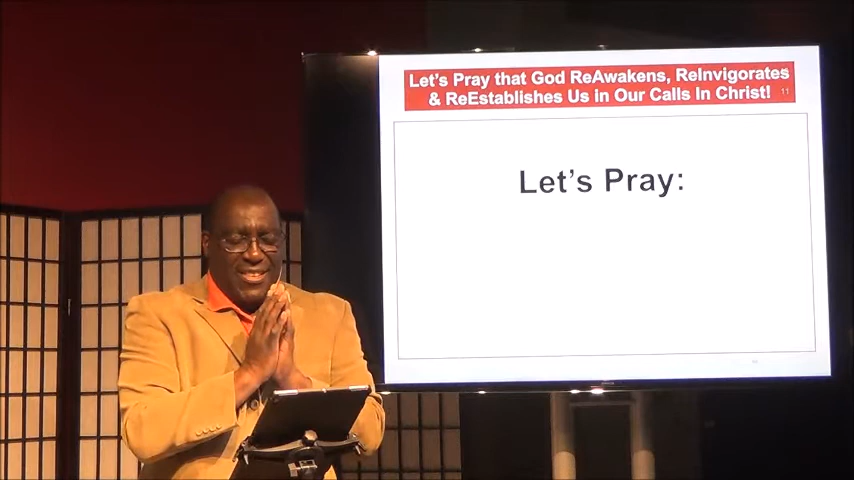 Let's Pray that God ReAwakens, ReInvigorates
& ReEstablishes Us in Our Calls In Christ!
11
Let's Pray: